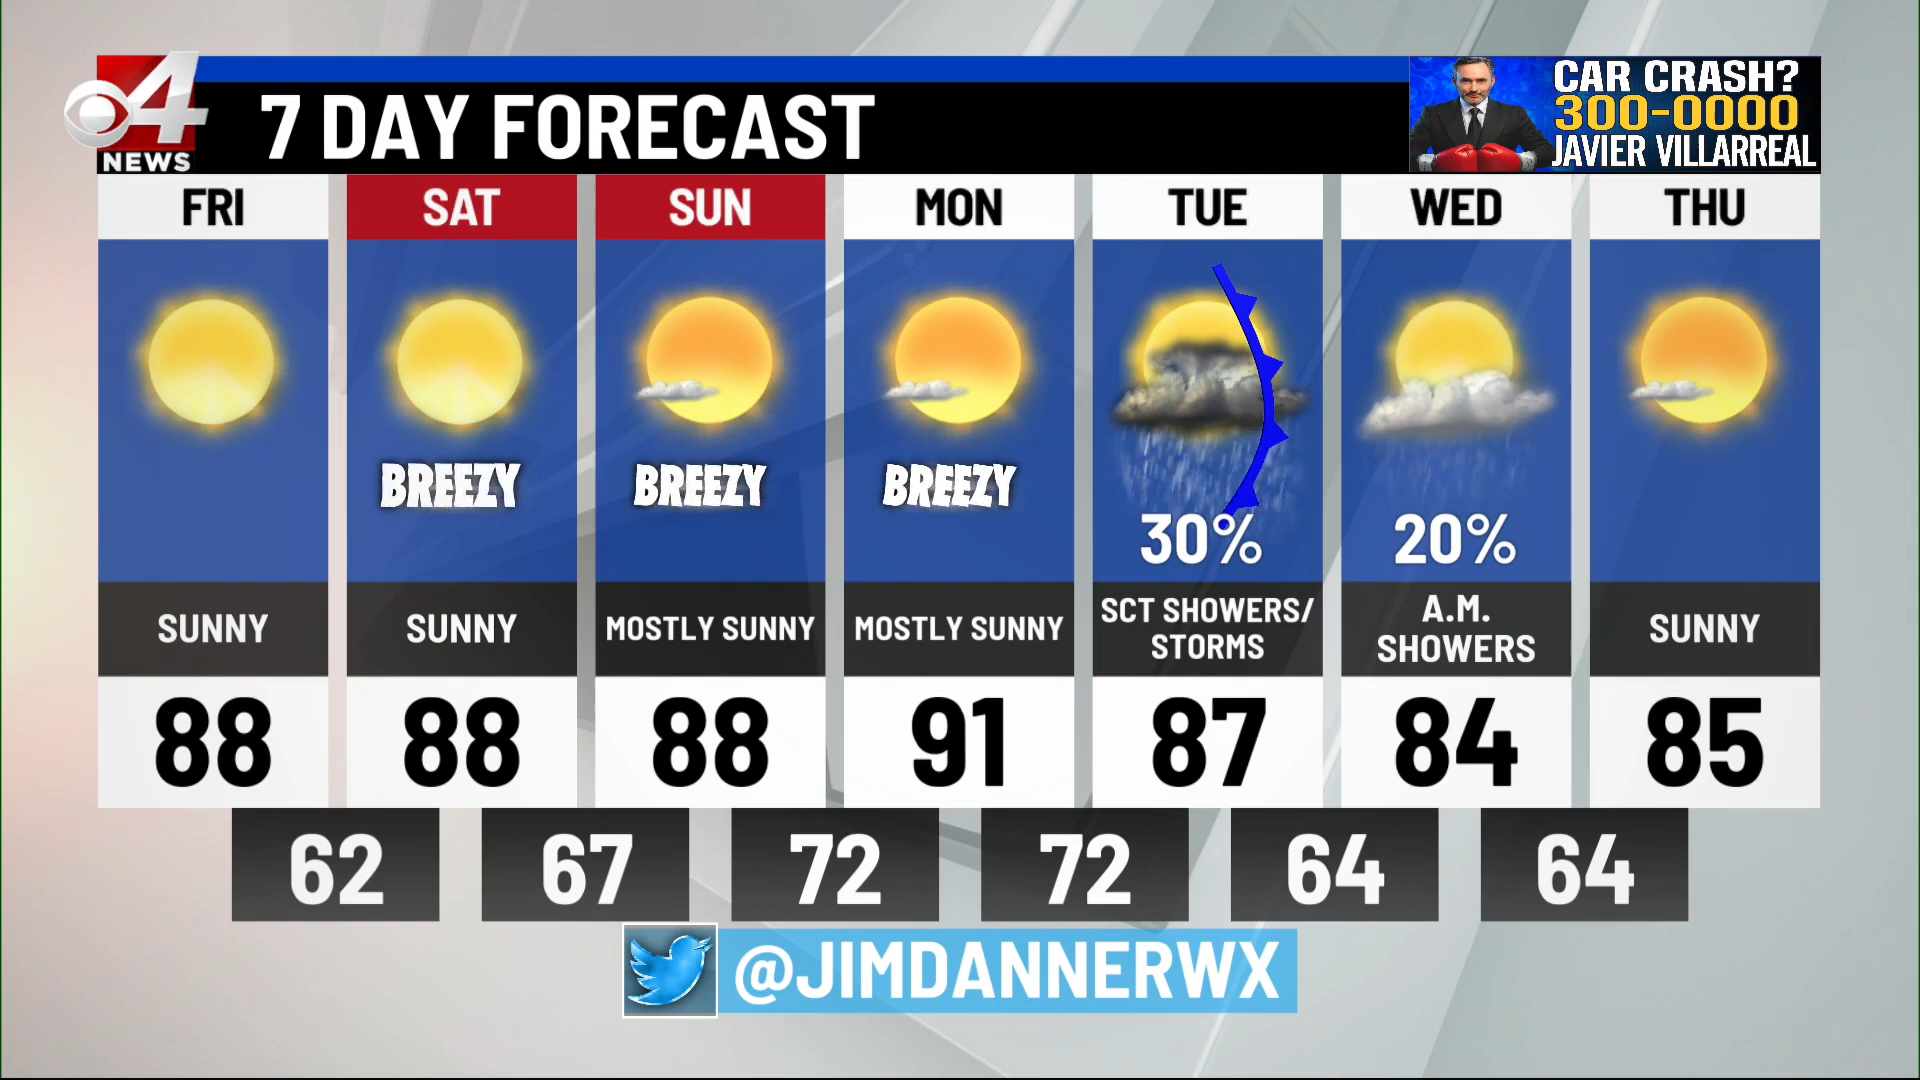 4
NEWS
7 DAY FORECAST
CAR CRASH?
300-0000
JAVIER VILLARREAL
FRI
SAT
SUN
MON
TUE
WED
THU
BREEZY
BREEZY
BREEZY
30%
20%
SUNNY
SUNNY
MOSTLY SUNNY
MOSTLY SUNNY
SCT SHOWERS/
STORMS
A.M.
SHOWERS
SUNNY
88
88
88
91
87
84
85
62
67
72
72
64
64
@JIMDANNERWX